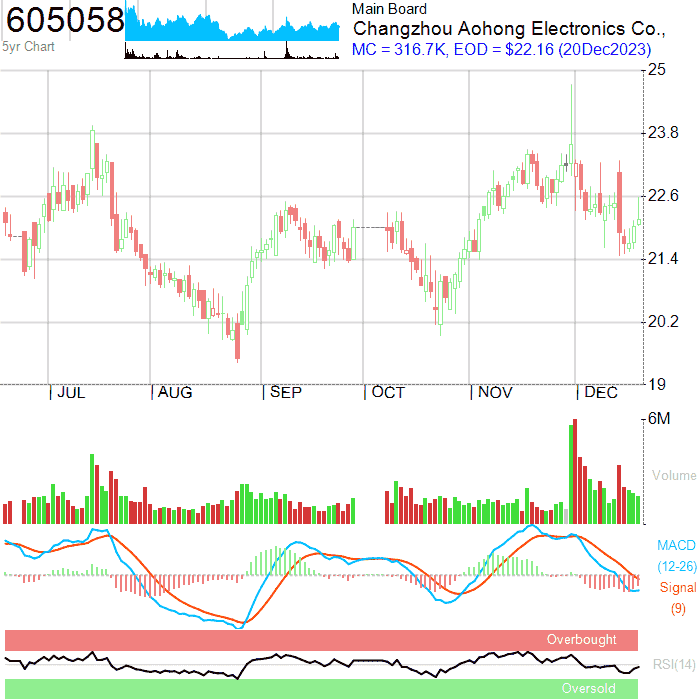 605058
5yr Chart
Main Board
Changzhou Aohong Electronics Co.,
MC = 316.7K, EOD = $22.16 (20Dec2023)
25
23.8
22.6
21.4
20.2
19
JUL
AUG
SEP
OCT
NOV
DEC
6M
Volume
MACD
(12-26)
Signal
(9)
Overbought
RSI(14)
Oversold